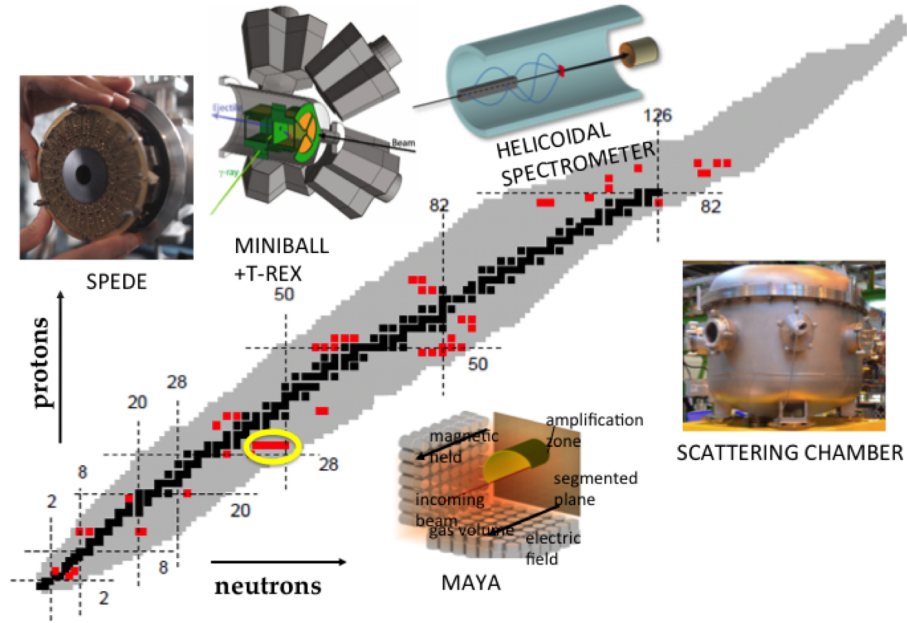 Ejectile
Beam
γ-ray
HELICOIDAL
SPECTROMETER
126
82
82
SPEDE
MINIBALL
+T-REX
50
protons
28
20
8
2
50
28
20
8
2
SCATTERING CHAMBER
magnetic
field
amplification
zone
segmented
plane
incoming
beam
gas volume
electric
field
MAYA
neutrons